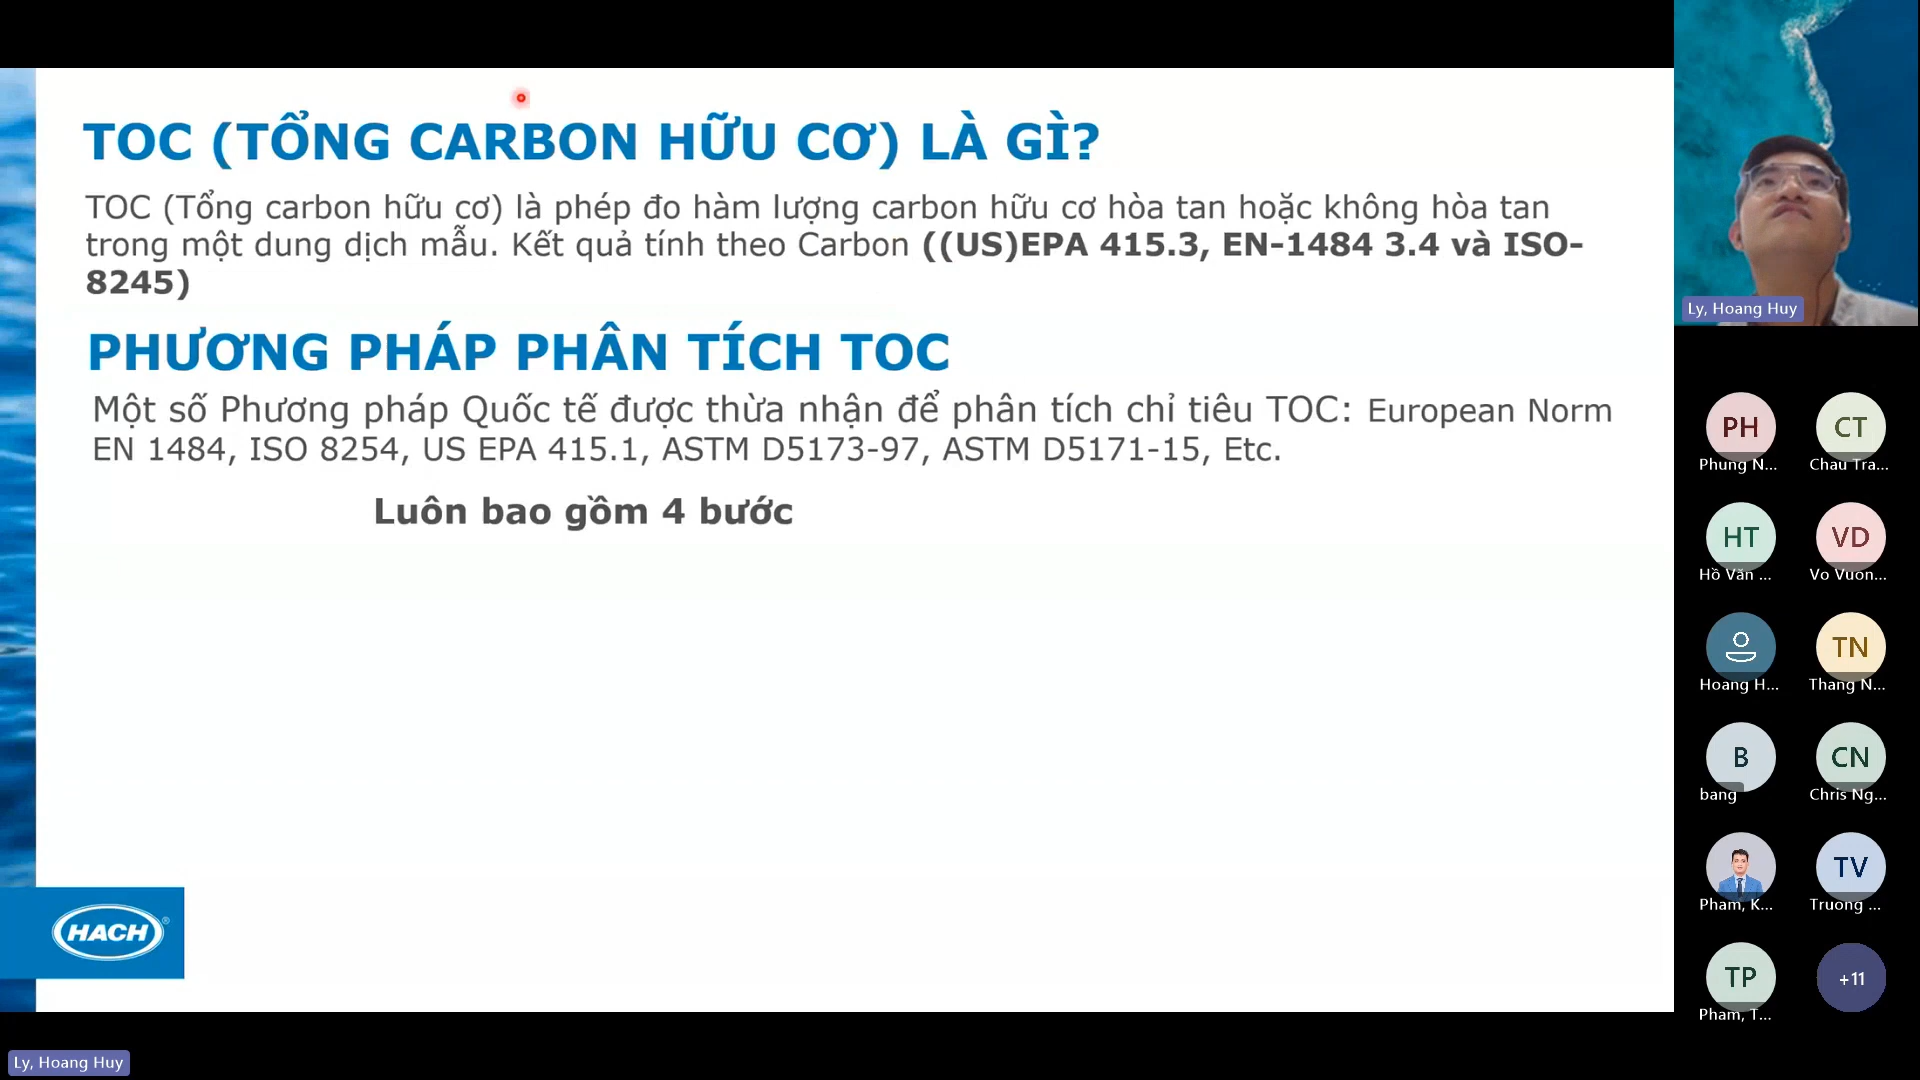 TOC (TỔNG CARBON HỮU CƠ) LÀ GÌ?
TOC (Tổng carbon hữu cơ) là phép đo hàm lượng carbon hữu cơ hòa tan hoặc không hòa tan
trong một dung dịch mẫu. Kết quả tính theo Carbon ((US)EPA 415.3, EN-1484 3.4 và ISO-
8245)
PHƯƠNG PHÁP PHÂN TÍCH TOC
Một số Phương pháp Quốc tế được thừa nhận để phân tích chỉ tiêu TOC: European Norm
EN 1484, ISO 8254, US EPA 415.1, ASTM D5173-97, ASTM D5171-15, Etc.
Luôn bao gồm 4 bước
HACH®
Ly, Hoang Huy
Ly, Hoang Huy
PH
Phung N...
CT
Chau Tra...
HT
Hồ Văn ...
VD
Vo Vuon...
Hoang H...
TN
Thang N...
B
bang
CN
Chris Ng...
Pham, K...
TV
Truong ...
TP
Pham, T...
+11